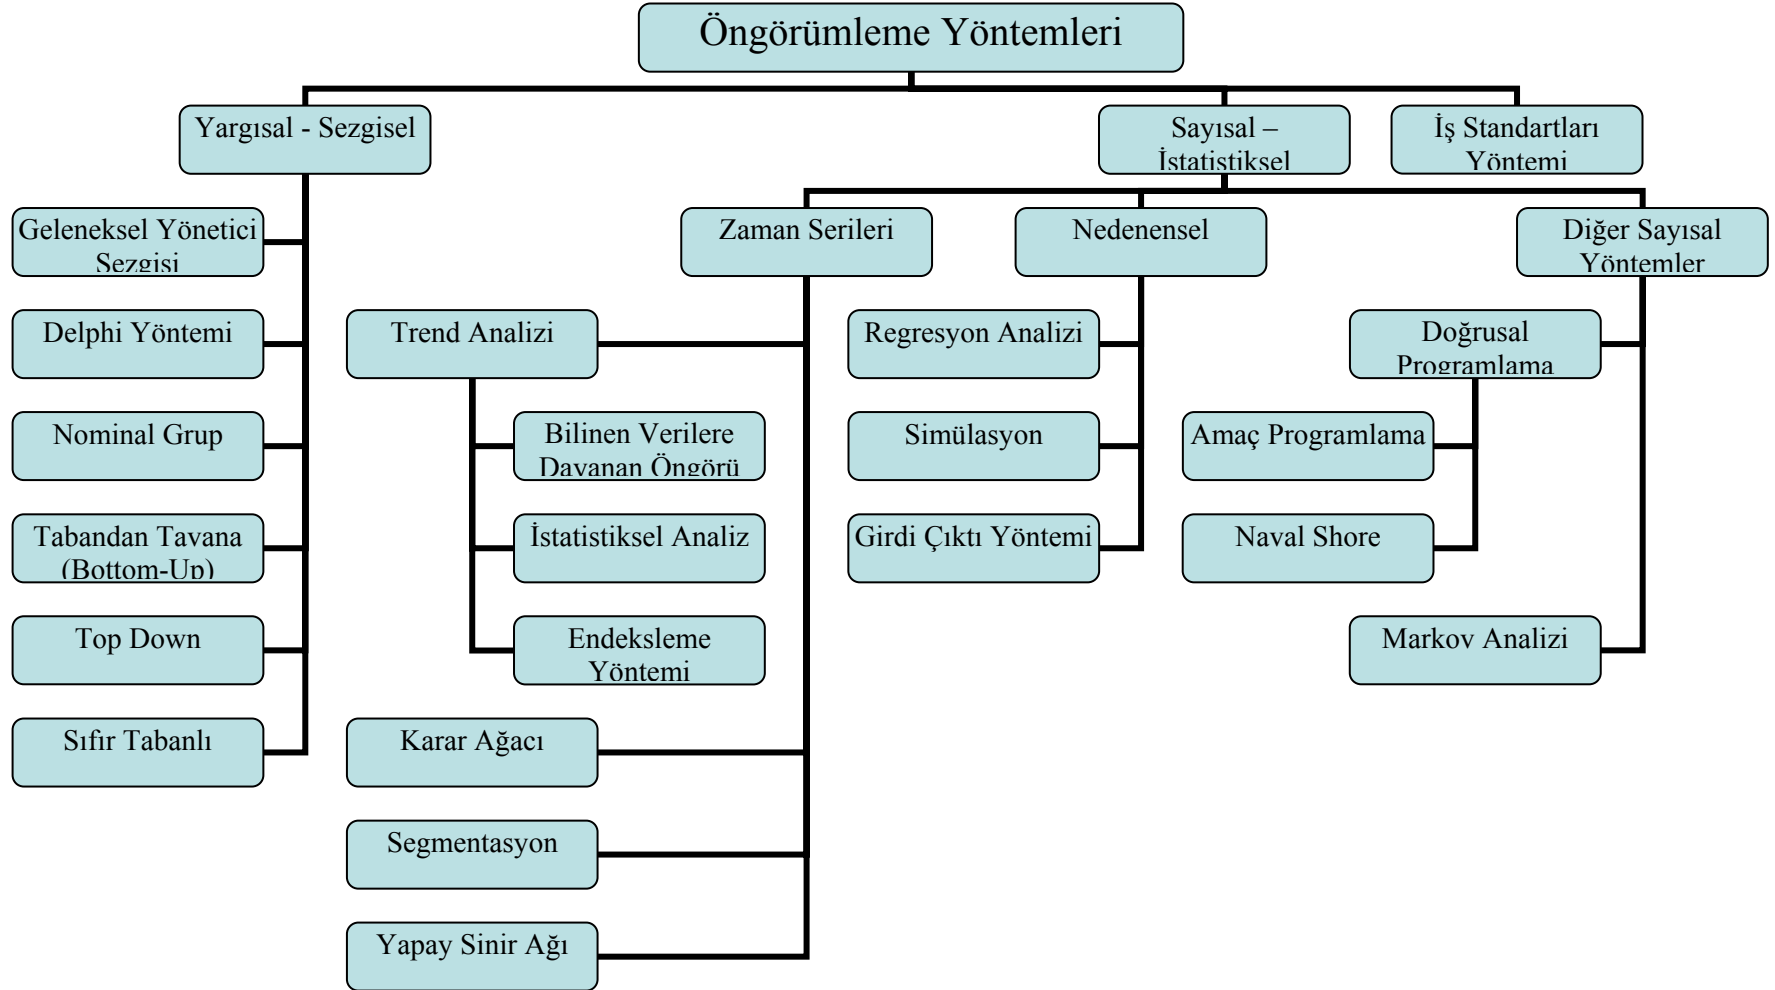 Öngörümleme Yöntemleri
Yargısal - Sezgisel
Sayısal –
İstatistiksel
İş Standartları
Yöntemi
Geleneksel Yönetici
Sezgisi
Zaman Serileri
Nedenensel
Diğer Sayısal
Yöntemler
Delphi Yöntemi
Trend Analizi
Regresyon Analizi
Doğrusal
Programlama
Nominal Grup
Bilinen Verilere
Dayanan Öngörü
Simülasyon
Amaç Programlama
Tabandan Tavana
(Bottom-Up)
İstatistiksel Analiz
Girdi Çıktı Yöntemi
Naval Shore
Top Down
Endeksleme
Yöntemi
Markov Analizi
Sıfır Tabanlı
Karar Ağacı
Segmentasyon
Yapay Sinir Ağı